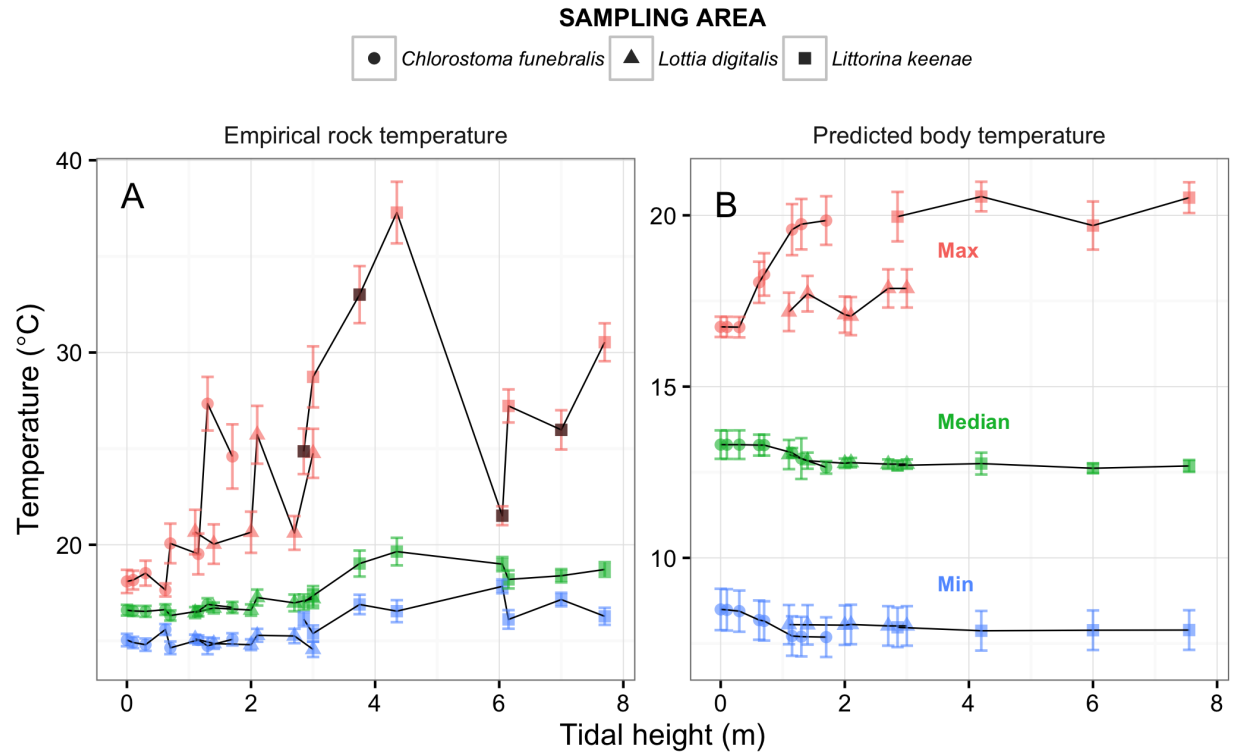 SAMPLING AREA
Chlorostoma funebralis Lottia digitalis Littorina keenae
Empirical rock temperature
Predicted body temperature
A
B
40
30
20
20
15
10
Max
Median
Min
Temperature (°C)
0 2 4 6 8
0 2 4 6 8
Tidal height (m)